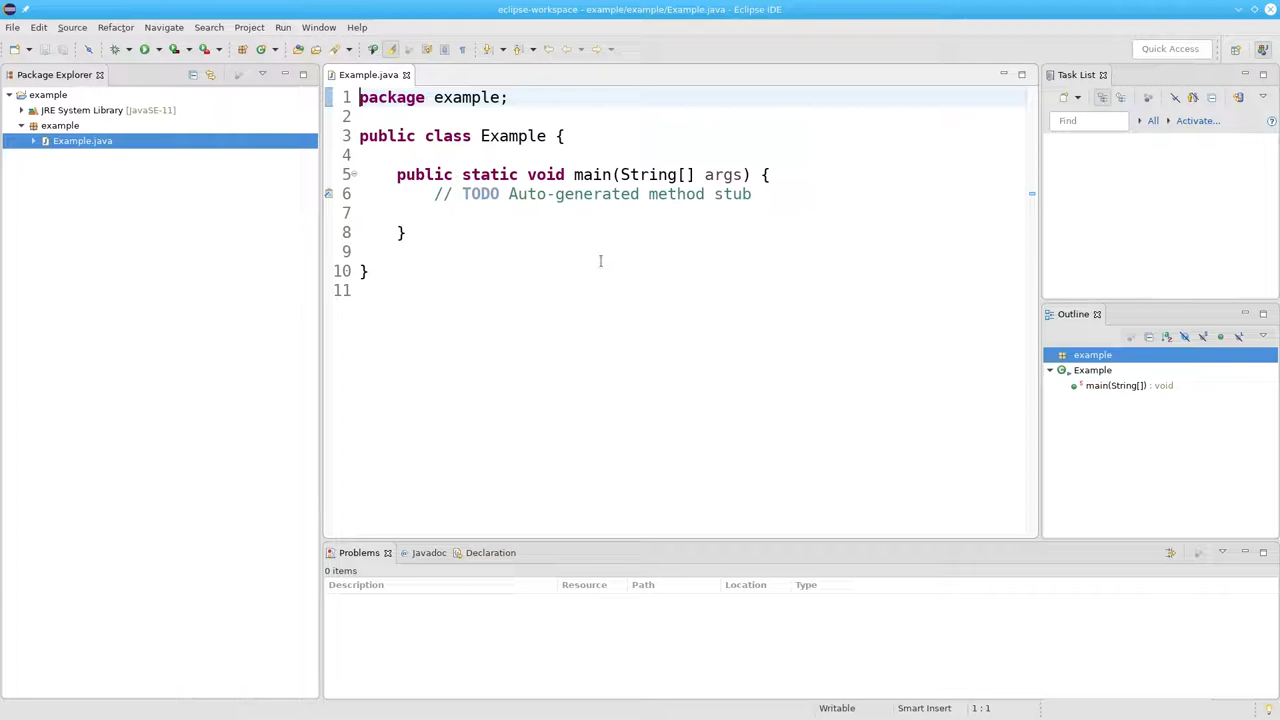 eclipse-workspace - example/example/Example.java - Eclipse IDE
File Edit Source Refactor Navigate Search Project Run Window Help
Quick Access
Package Explorer
example
JRE System Library [JavaSE-11]
example
Example.java
Example.java
1 package example;
2
3 public class Example {
4
5 public static void main(String[] args) {
6 // TODO Auto-generated method stub
7
8 }
9
10 }
11
Task List
Find All Activate...
Outline
example
Example
main(String[]) : void
Problems Javadoc Declaration
0 items
Description Resource Path Location Type
Writable Smart Insert 1 : 1